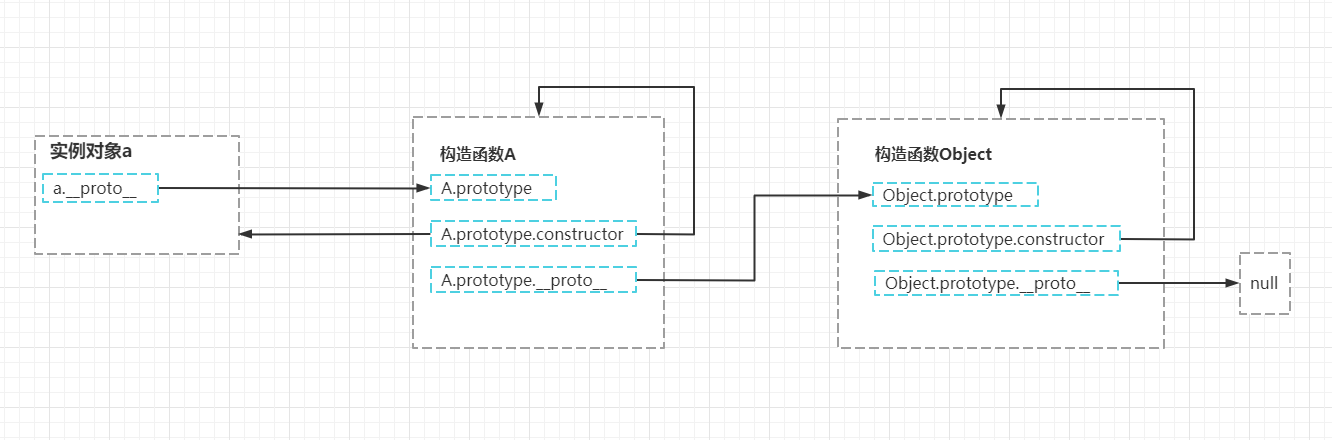 实例对象a
a.__proto__
构造函数A
A.prototype
A.prototype.constructor
A.prototype.__proto__
构造函数Object
Object.prototype
Object.prototype.constructor
Object.prototype.__proto__
null